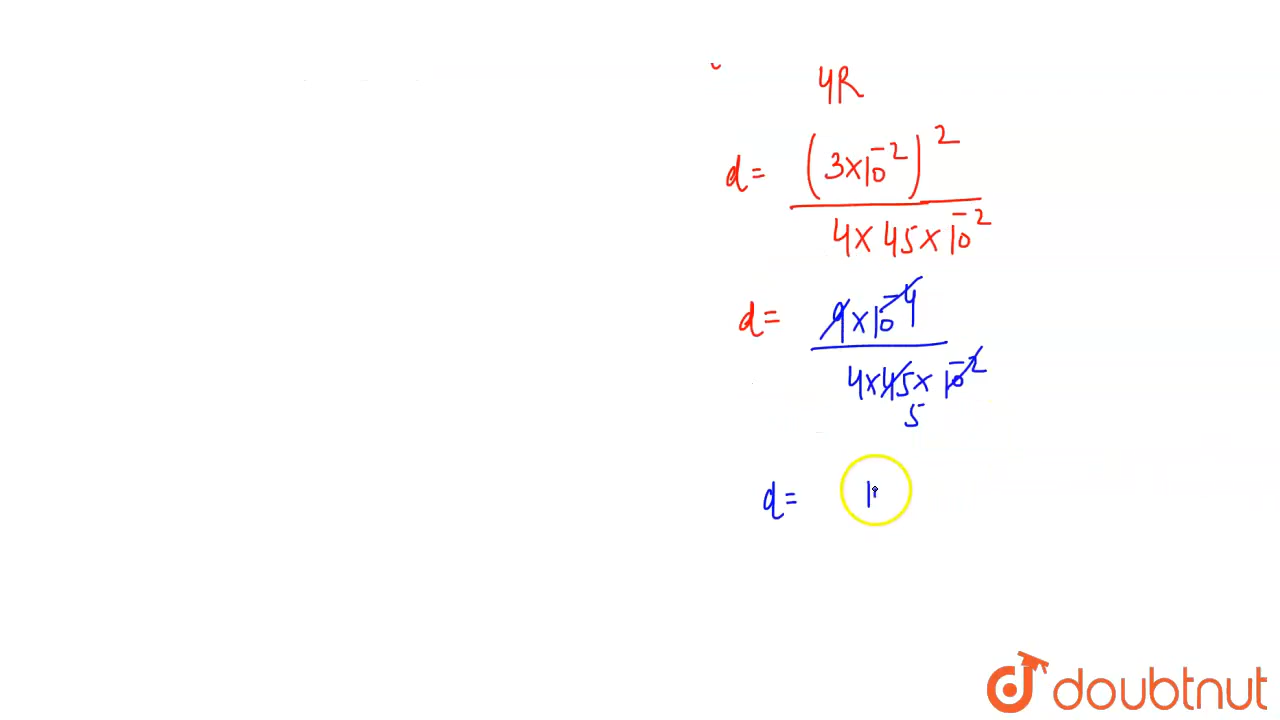 4R
d = (3×10⁻²)²
4×45×10⁻²
d = 9×10⁻⁴
4×45×10⁻²
5
d = 1
doubtnut